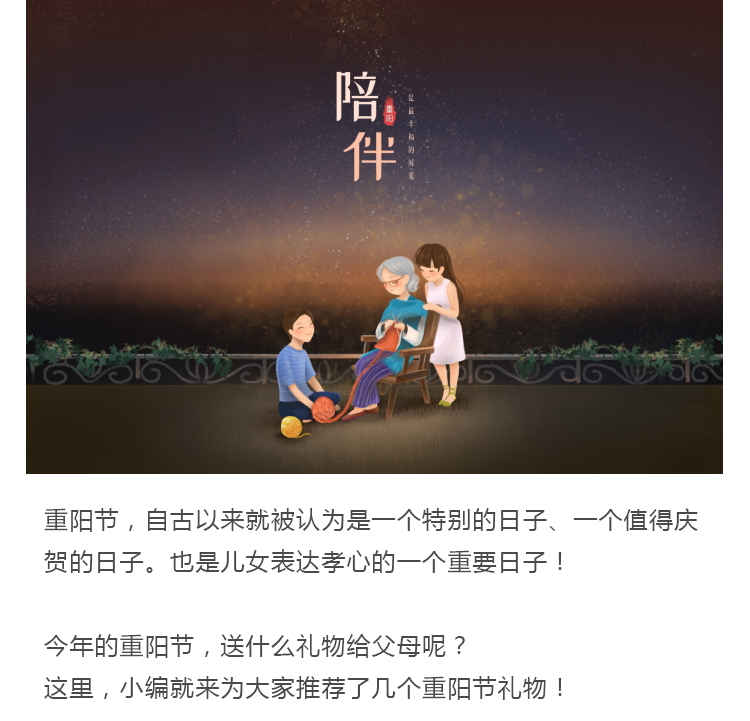 陪伴
重阳
是最幸福的时光
重阳节，自古以来就被认为是一个特别的日子、一个值得庆
贺的日子。也是儿女表达孝心的一个重要日子！
今年的重阳节，送什么礼物给父母呢？
这里，小编就来为大家推荐了几个重阳节礼物！